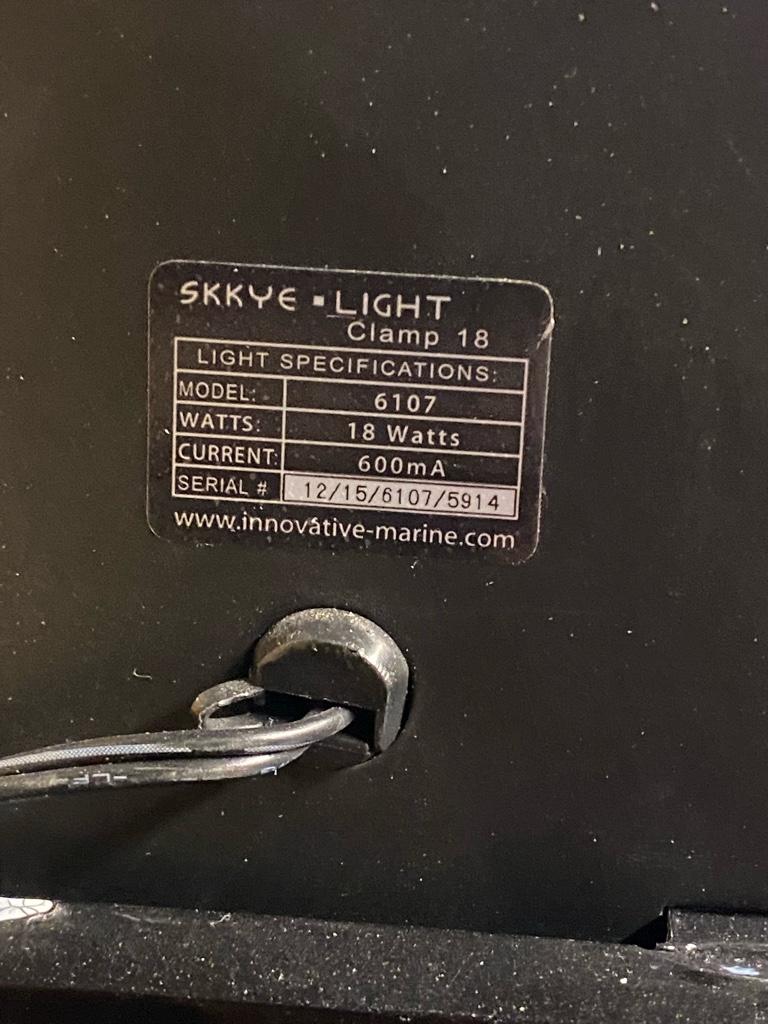 SKKYE ▪ LIGHT
Clamp 18
LIGHT SPECIFICATIONS:
MODEL: 6107
WATTS: 18 Watts
CURRENT: 600mA
SERIAL # 12/15/6107/5914
www.innovative-marine.com